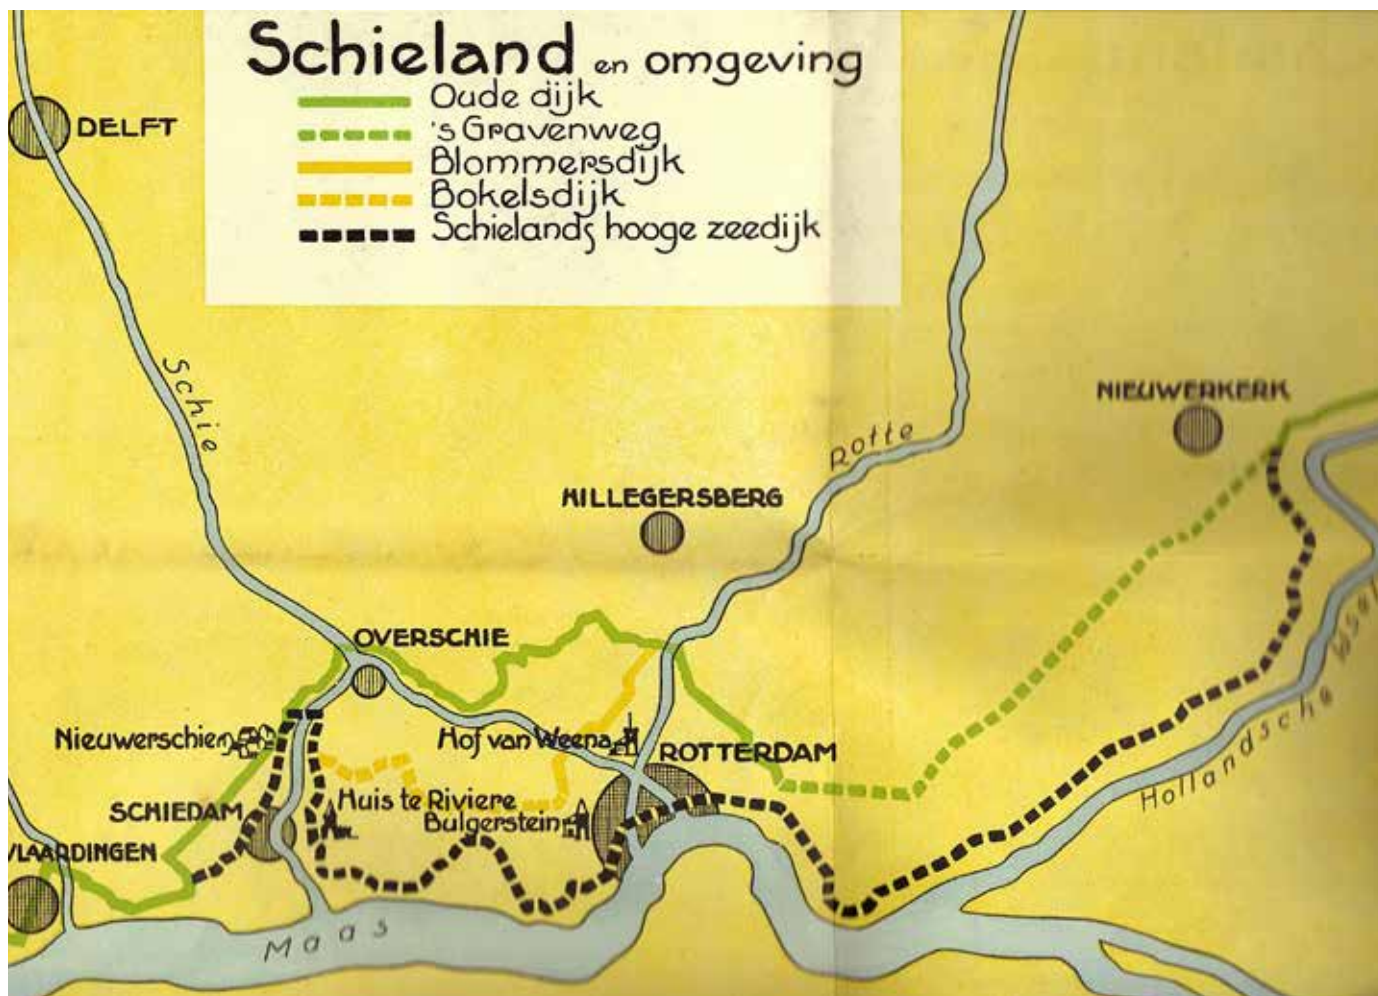 Schieland en omgeving
Oude dijk
's Gravenweg
Blommersdijk
Bokelsdijk
Schielands hooge zeedijk
DELFT
Schie
NIEUWERKERK
Rotte
HILLEGERSBERG
OVERSCHIE
Nieuwerschie
Hof van Weena
ROTTERDAM
Hollandsche IJssel
SCHIEDAM
Huis te Riviere
Bulgerstein
VLAARDINGEN
Maas